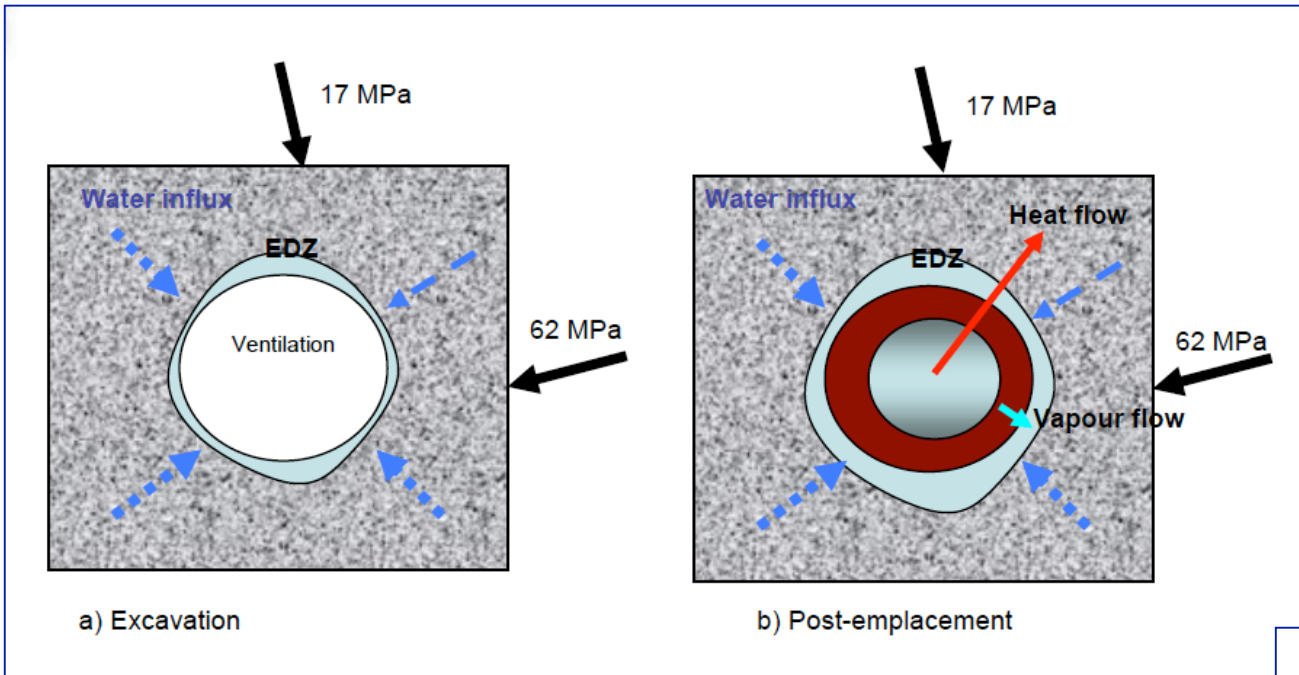 17 MPa
Water influx
EDZ
Ventilation
62 MPa
a) Excavation
17 MPa
Water influx
Heat flow
EDZ
62 MPa
Vapour flow
b) Post-emplacement